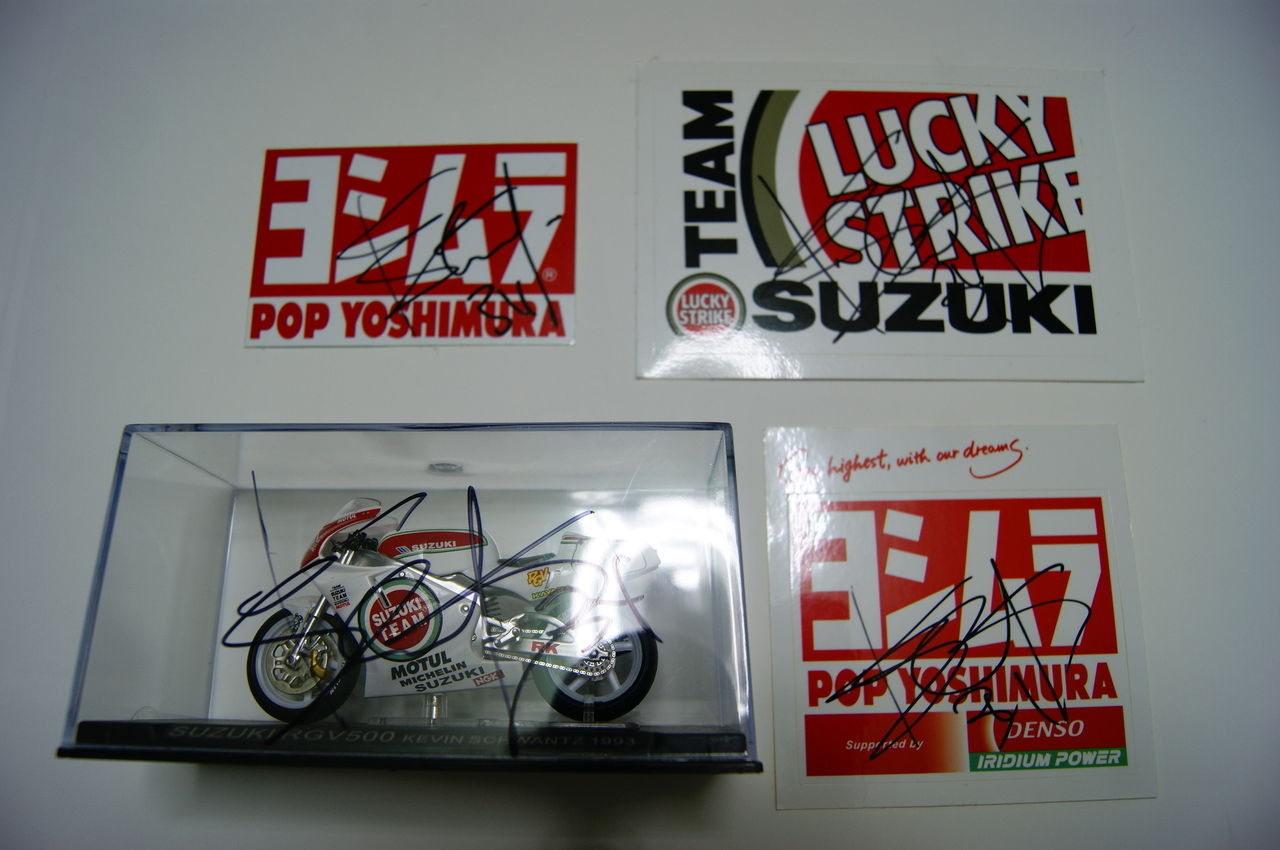 ヨシムラ®
POP YOSHIMURA
34
TEAM
LUCKY
STRIKE
LUCKY
STRIKE
SUZUKI
SUZUKI
SUZUKI
TEAM
RK
MOTUL
MICHELIN
SUZUKI
NGK
SUZUKI RGV500 KEVIN SCHWANTZ 1993
highest, with our dreams.
ヨシムラ
POP YOSHIMURA
Supported by
DENSO
IRIDIUM POWER